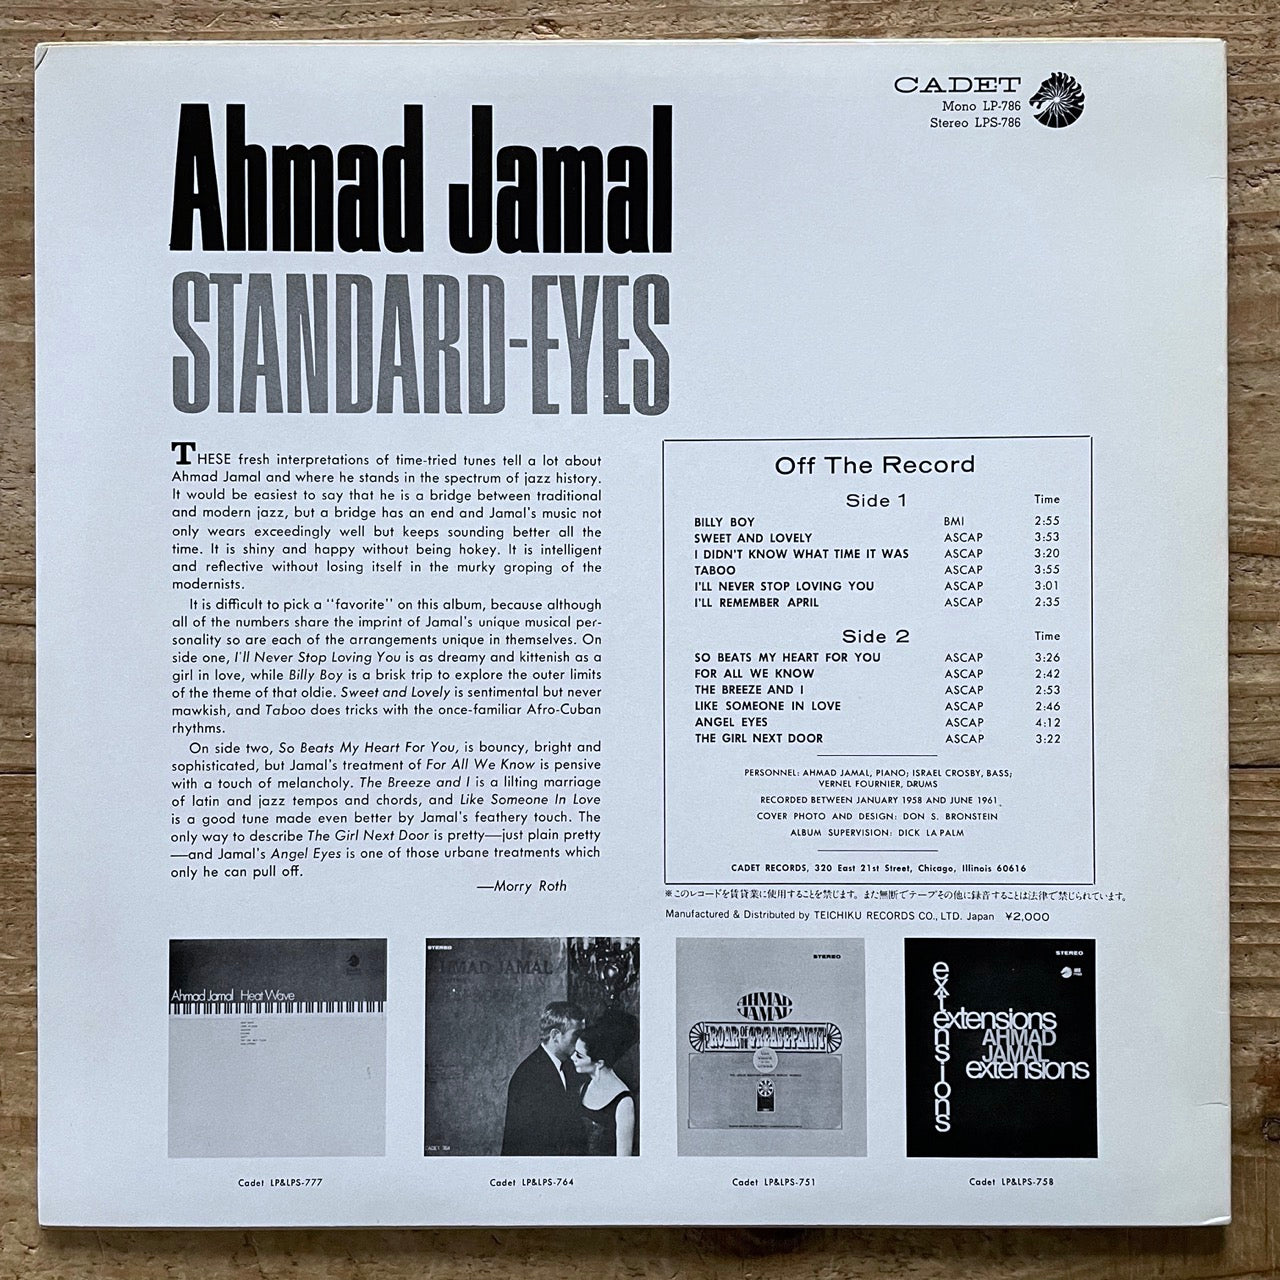 CADET
Mono LP-786
Stereo LPS-786
Ahmad Jamal
STANDARD-EYES
THESE fresh interpretations of time-tried tunes tell a lot about
Ahmad Jamal and where he stands in the spectrum of jazz history.
It would be easiest to say that he is a bridge between traditional
and modern jazz, but a bridge has an end and Jamal's music not
only wears exceedingly well but keeps sounding better all the
time. It is shiny and happy without being hokey. It is intelligent
and reflective without losing itself in the murky groping of the
modernists.
It is difficult to pick a "favorite" on this album, because although
all of the numbers share the imprint of Jamal's unique musical per-
sonality so are each of the arrangements unique in themselves. On
side one, I'll Never Stop Loving You is as dreamy and kittenish as a
girl in love, while Billy Boy is a brisk trip to explore the outer limits
of the theme of that oldie. Sweet and Lovely is sentimental but never
mawkish, and Taboo does tricks with the once-familiar Afro-Cuban
rhythms.
On side two, So Beats My Heart For You, is bouncy, bright and
sophisticated, but Jamal's treatment of For All We Know is pensive
with a touch of melancholy. The Breeze and I is a lilting marriage
of latin and jazz tempos and chords, and Like Someone In Love
is a good tune made even better by Jamal's feathery touch. The
only way to describe The Girl Next Door is pretty—just plain pretty
—and Jamal's Angel Eyes is one of those urbane treatments which
only he can pull off.
—Morry Roth
Off The Record
Side 1 Time
BILLY BOY BMI 2:55
SWEET AND LOVELY ASCAP 3:53
I DIDN'T KNOW WHAT TIME IT WAS ASCAP 3:20
TABOO ASCAP 3:55
I'LL NEVER STOP LOVING YOU ASCAP 3:01
I'LL REMEMBER APRIL ASCAP 2:35
Side 2 Time
SO BEATS MY HEART FOR YOU ASCAP 3:26
FOR ALL WE KNOW ASCAP 2:42
THE BREEZE AND I ASCAP 2:53
LIKE SOMEONE IN LOVE ASCAP 2:46
ANGEL EYES ASCAP 4:12
THE GIRL NEXT DOOR ASCAP 3:22
PERSONNEL: AHMAD JAMAL, PIANO; ISRAEL CROSBY, BASS;
VERNEL FOURNIER, DRUMS
RECORDED BETWEEN JANUARY 1958 AND JUNE 1961.
COVER PHOTO AND DESIGN: DON S. BRONSTEIN
ALBUM SUPERVISION: DICK LA PALM
CADET RECORDS, 320 East 21st Street, Chicago, Illinois 60616
※このレコードを賃貸業に使用することを禁じます。また無断でテープその他に録音することは法律で禁じられています。
Manufactured & Distributed by TEICHIKU RECORDS CO., LTD. Japan ¥2,000
Ahmad Jamal Heat Wave
STEREO
AHMAD JAMAL
CADET 764
STEREO
AHMAD
JAMAL
THE ROAR OF THE GREASEPAINT
STEREO
extensions
extensions
AHMAD
JAMAL
extensions
Cadet LP&LPS-777
Cadet LP&LPS-764
Cadet LP&LPS-751
Cadet LP&LPS-758